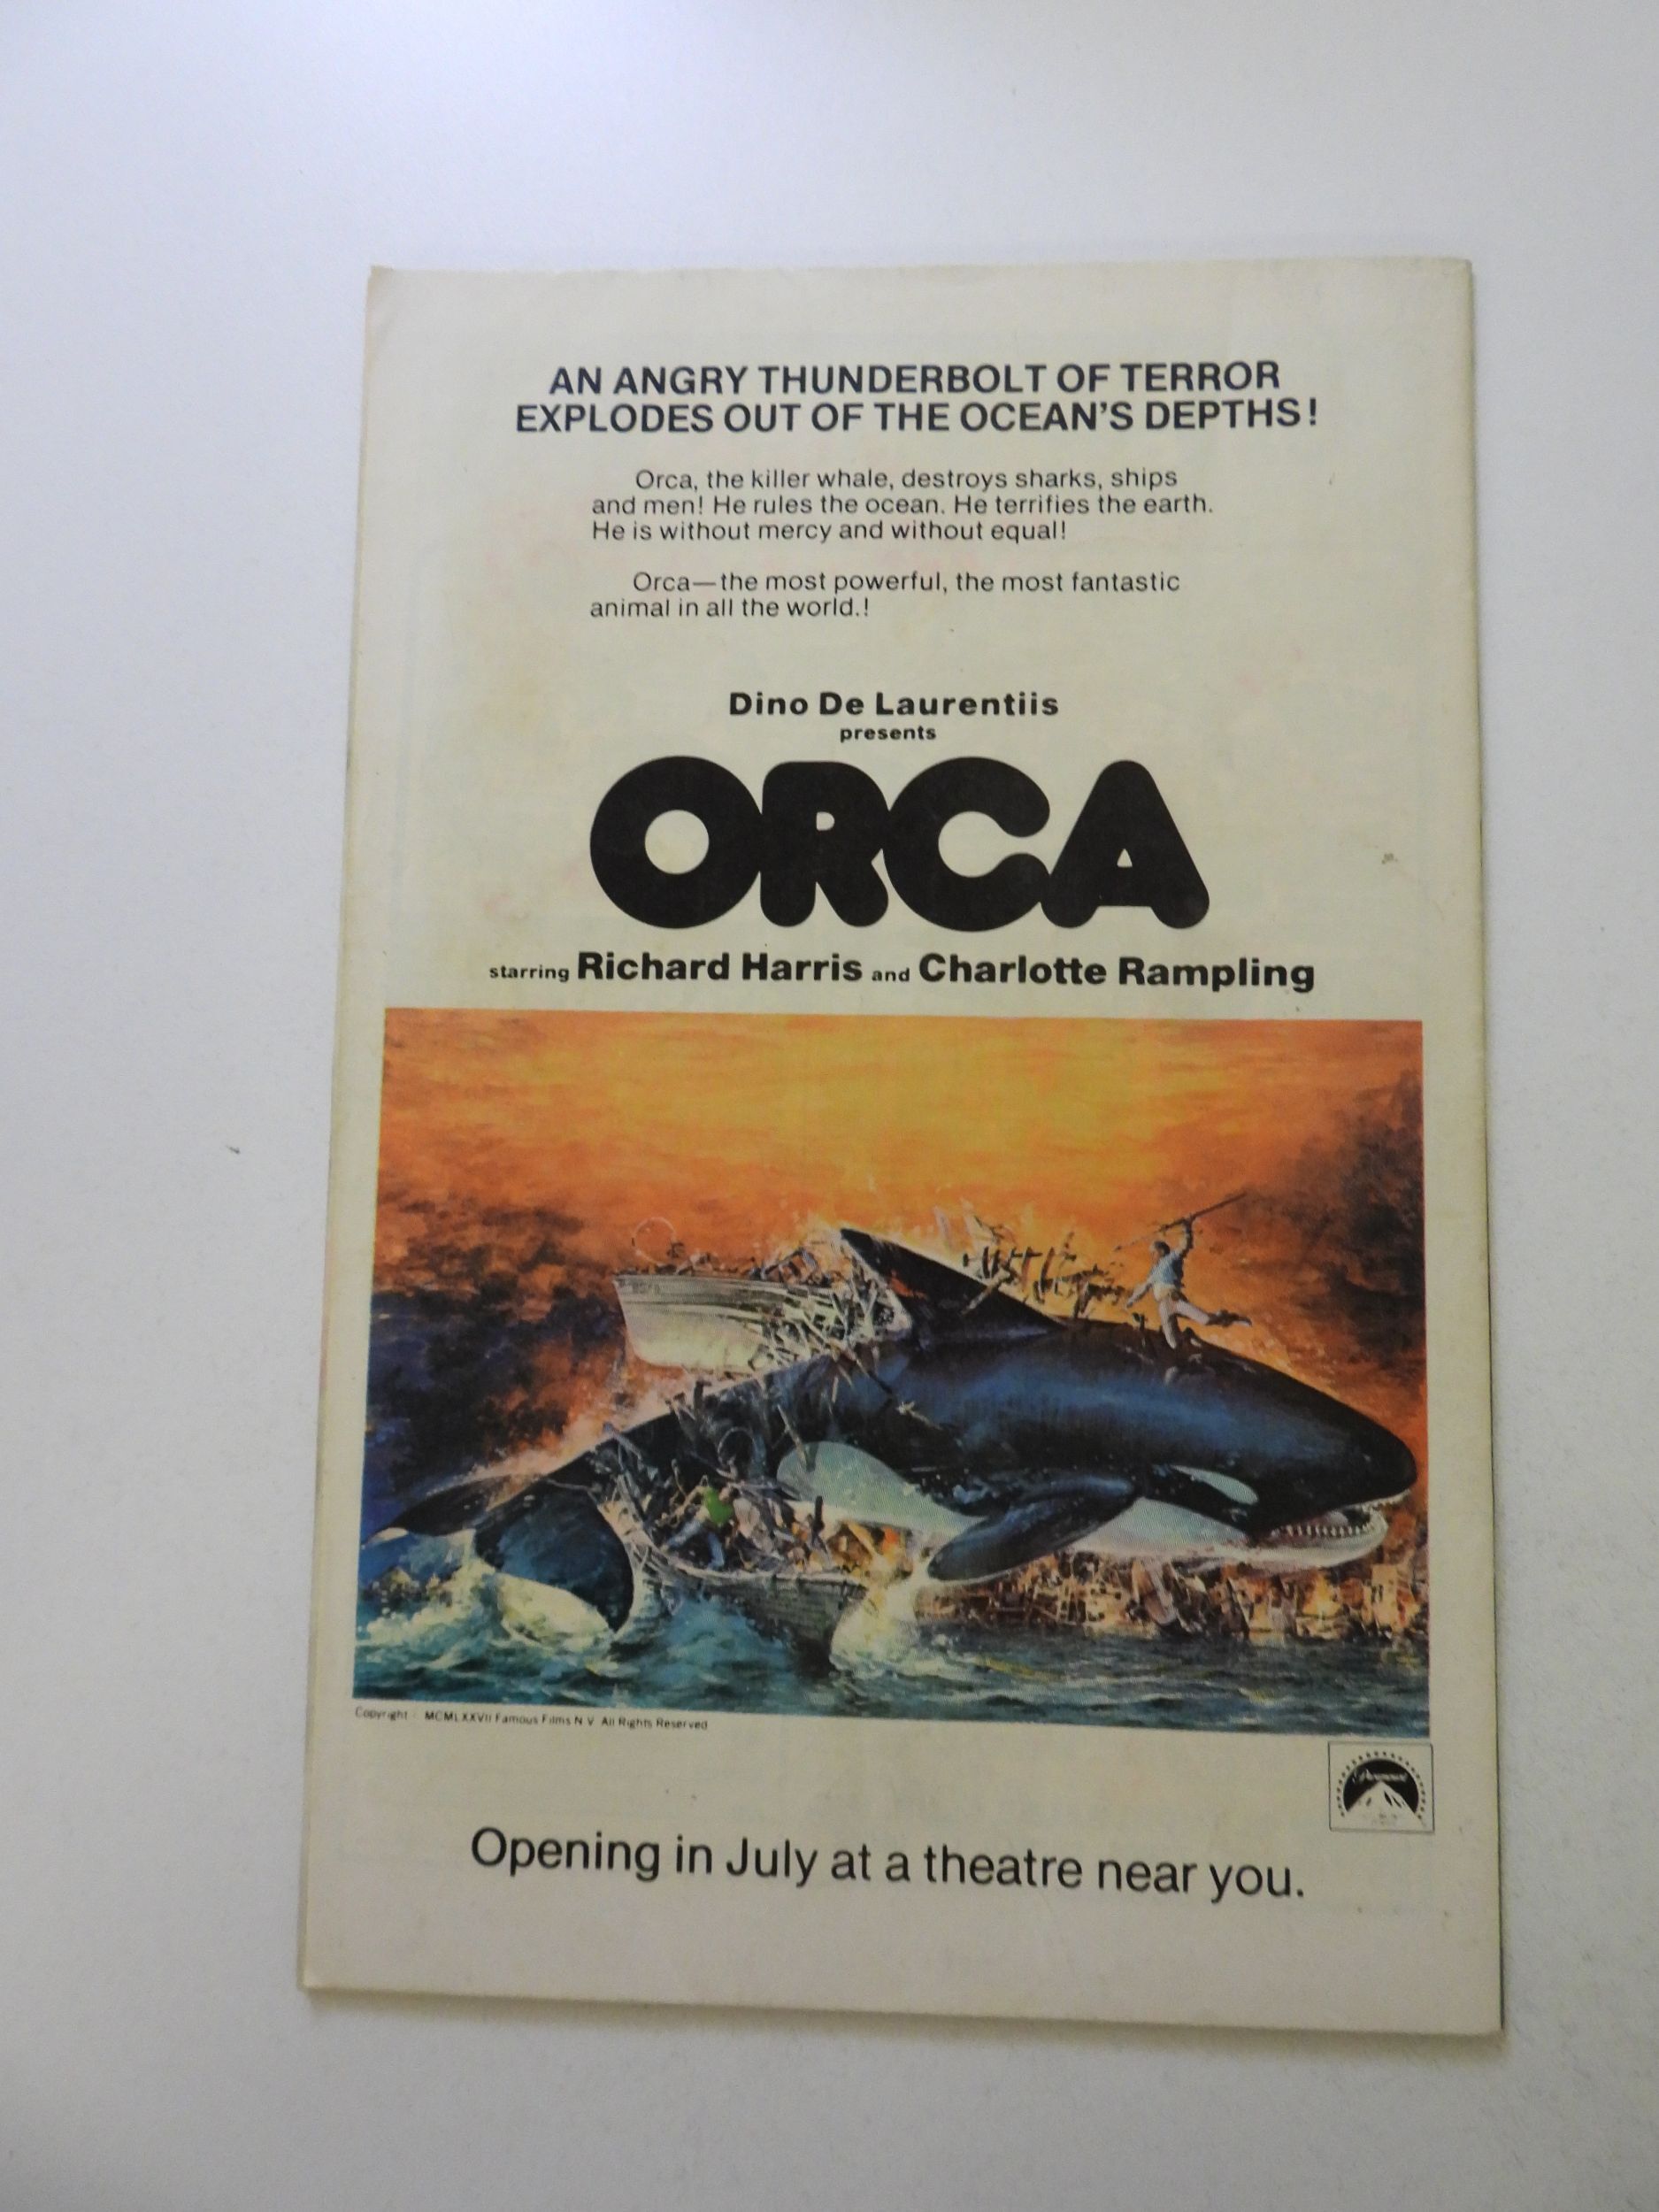 AN ANGRY THUNDERBOLT OF TERROR
EXPLODES OUT OF THE OCEAN'S DEPTHS!
Orca, the killer whale, destroys sharks, ships
and men! He rules the ocean. He terrifies the earth.
He is without mercy and without equal!
Orca—the most powerful, the most fantastic
animal in all the world.!
Dino De Laurentiis
presents
ORCA
starring Richard Harris and Charlotte Rampling
Copyright MCMLXXVII Famous Films N.V. All Rights Reserved
Paramount
Opening in July at a theatre near you.